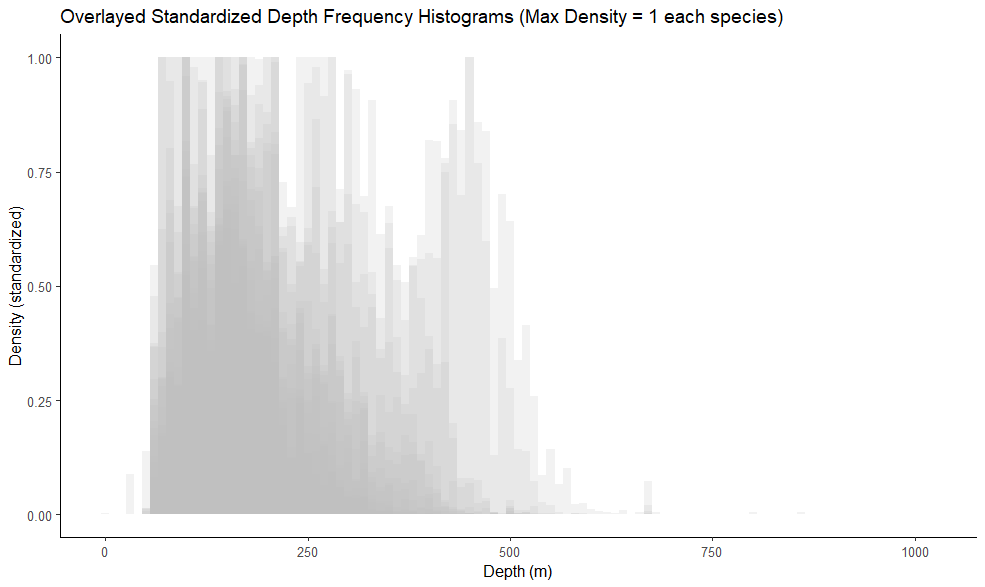 Overlayed Standardized Depth Frequency Histograms (Max Density = 1 each species)
Density (standardized)
1.00
0.75
0.50
0.25
0.00
0 250 500 750 1000
Depth (m)